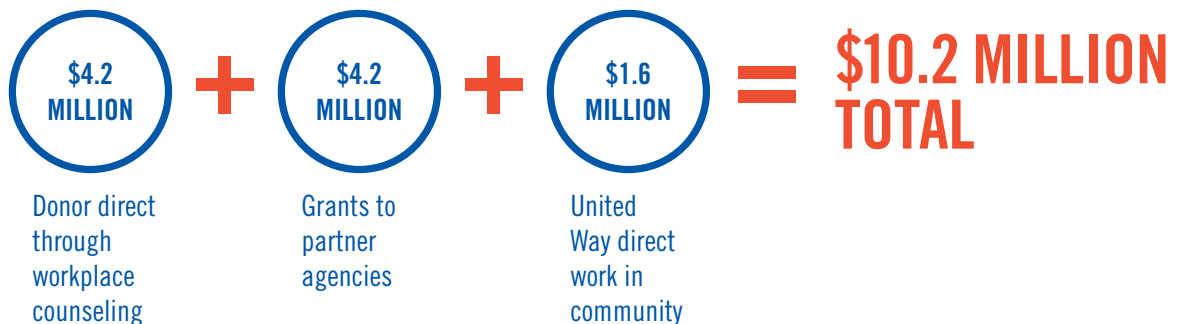 $4.2
MILLION
+
$4.2
MILLION
+
$1.6
MILLION
=
$10.2 MILLION
TOTAL
Donor direct
through
workplace
counseling
Grants to
partner
agencies
United
Way direct
work in
community